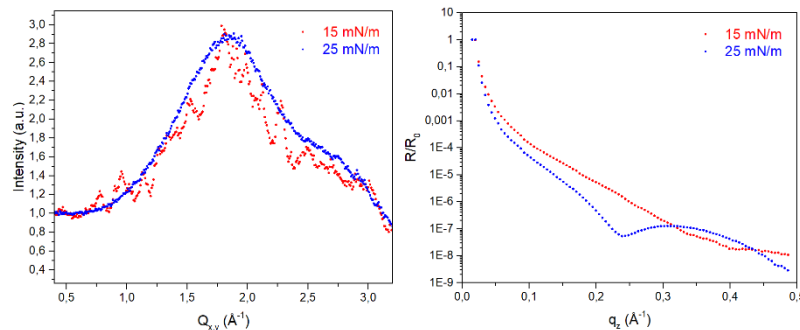 15 mN/m
25 mN/m
3,0
2,8
2,6
2,4
2,2
2,0
1,8
1,6
1,4
1,2
1,0
0,8
0,6
0,4
Intensity (a.u.)
0,5 1,0 1,5 2,0 2,5 3,0
Qx,y (Å-1)
15 mN/m
25 mN/m
10
1
0,1
0,01
0,001
1E-4
1E-5
1E-6
1E-7
1E-8
1E-9
R/R0
0,0 0,1 0,2 0,3 0,4 0,5
qz (Å-1)